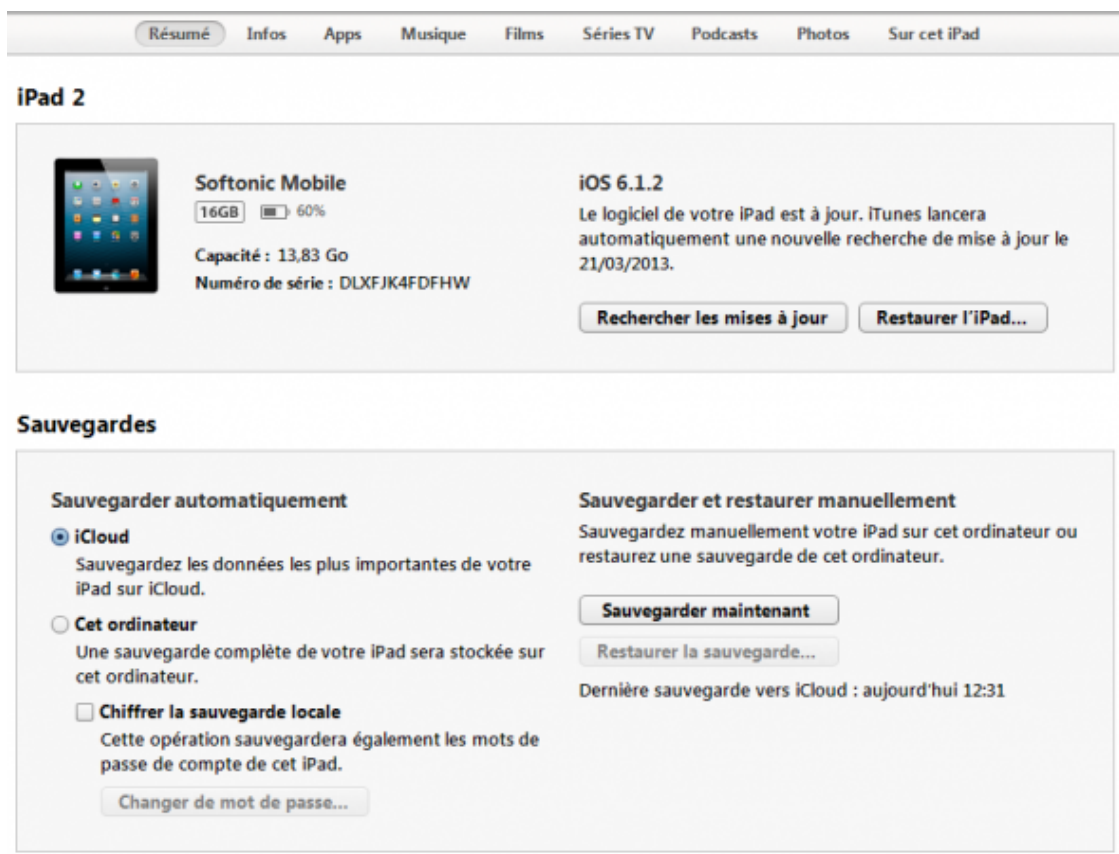 Résumé Infos Apps Musique Films Séries TV Podcasts Photos Sur cet iPad
iPad 2
Softonic Mobile
16GB 60%
Capacité : 13,83 Go
Numéro de série : DLXFJK4FDFHW
iOS 6.1.2
Le logiciel de votre iPad est à jour. iTunes lancera
automatiquement une nouvelle recherche de mise à jour le
21/03/2013.
Rechercher les mises à jour Restaurer l'iPad...
Sauvegardes
Sauvegarder automatiquement
iCloud
Sauvegardez les données les plus importantes de votre
iPad sur iCloud.
Cet ordinateur
Une sauvegarde complète de votre iPad sera stockée sur
cet ordinateur.
Chiffrer la sauvegarde locale
Cette opération sauvegardera également les mots de
passe de compte de cet iPad.
Changer de mot de passe...
Sauvegarder et restaurer manuellement
Sauvegardez manuellement votre iPad sur cet ordinateur ou
restaurez une sauvegarde de cet ordinateur.
Sauvegarder maintenant
Restaurer la sauvegarde...
Dernière sauvegarde vers iCloud : aujourd'hui 12:31